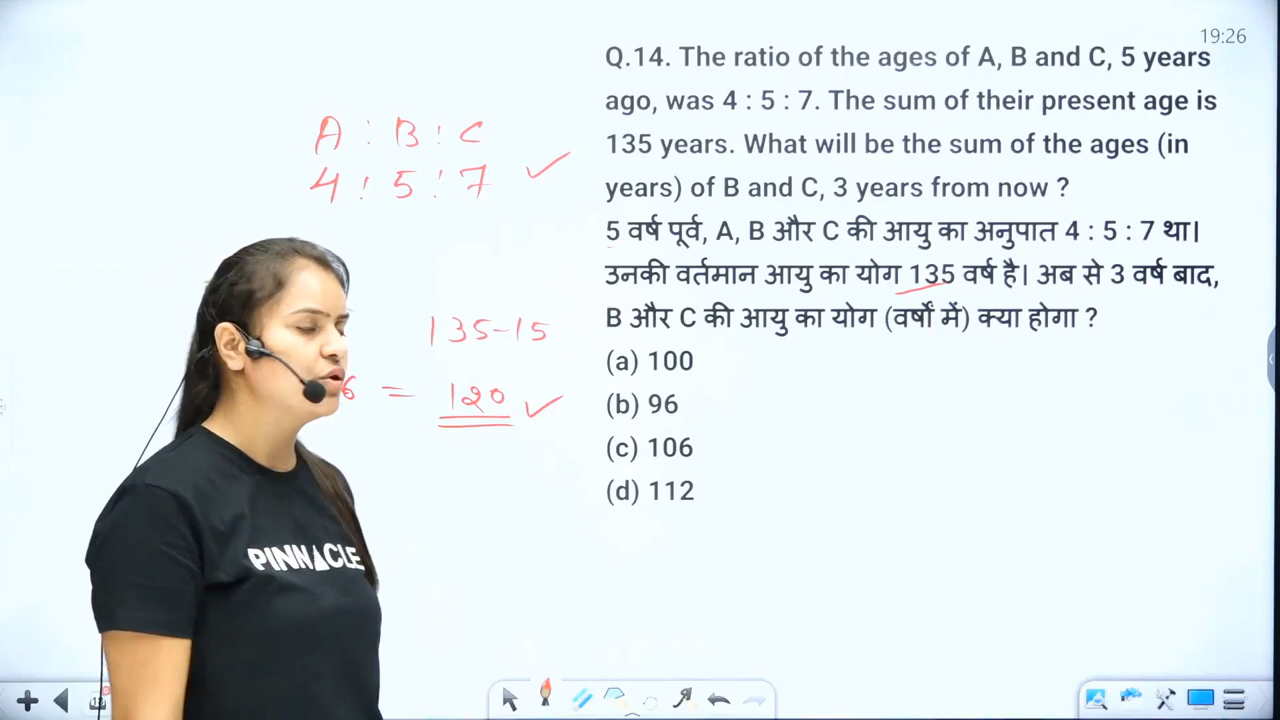 19:26
Q.14. The ratio of the ages of A, B and C, 5 years
ago, was 4 : 5 : 7. The sum of their present age is
135 years. What will be the sum of the ages (in
years) of B and C, 3 years from now ?
5 वर्ष पूर्व, A, B और C की आयु का अनुपात 4 : 5 : 7 था।
उनकी वर्तमान आयु का योग 135 वर्ष है। अब से 3 वर्ष बाद,
B और C की आयु का योग (वर्षों में) क्या होगा ?
(a) 100
(b) 96
(c) 106
(d) 112
A : B : C
4 : 5 : 7
135-15
6 = 120
PINNACLE